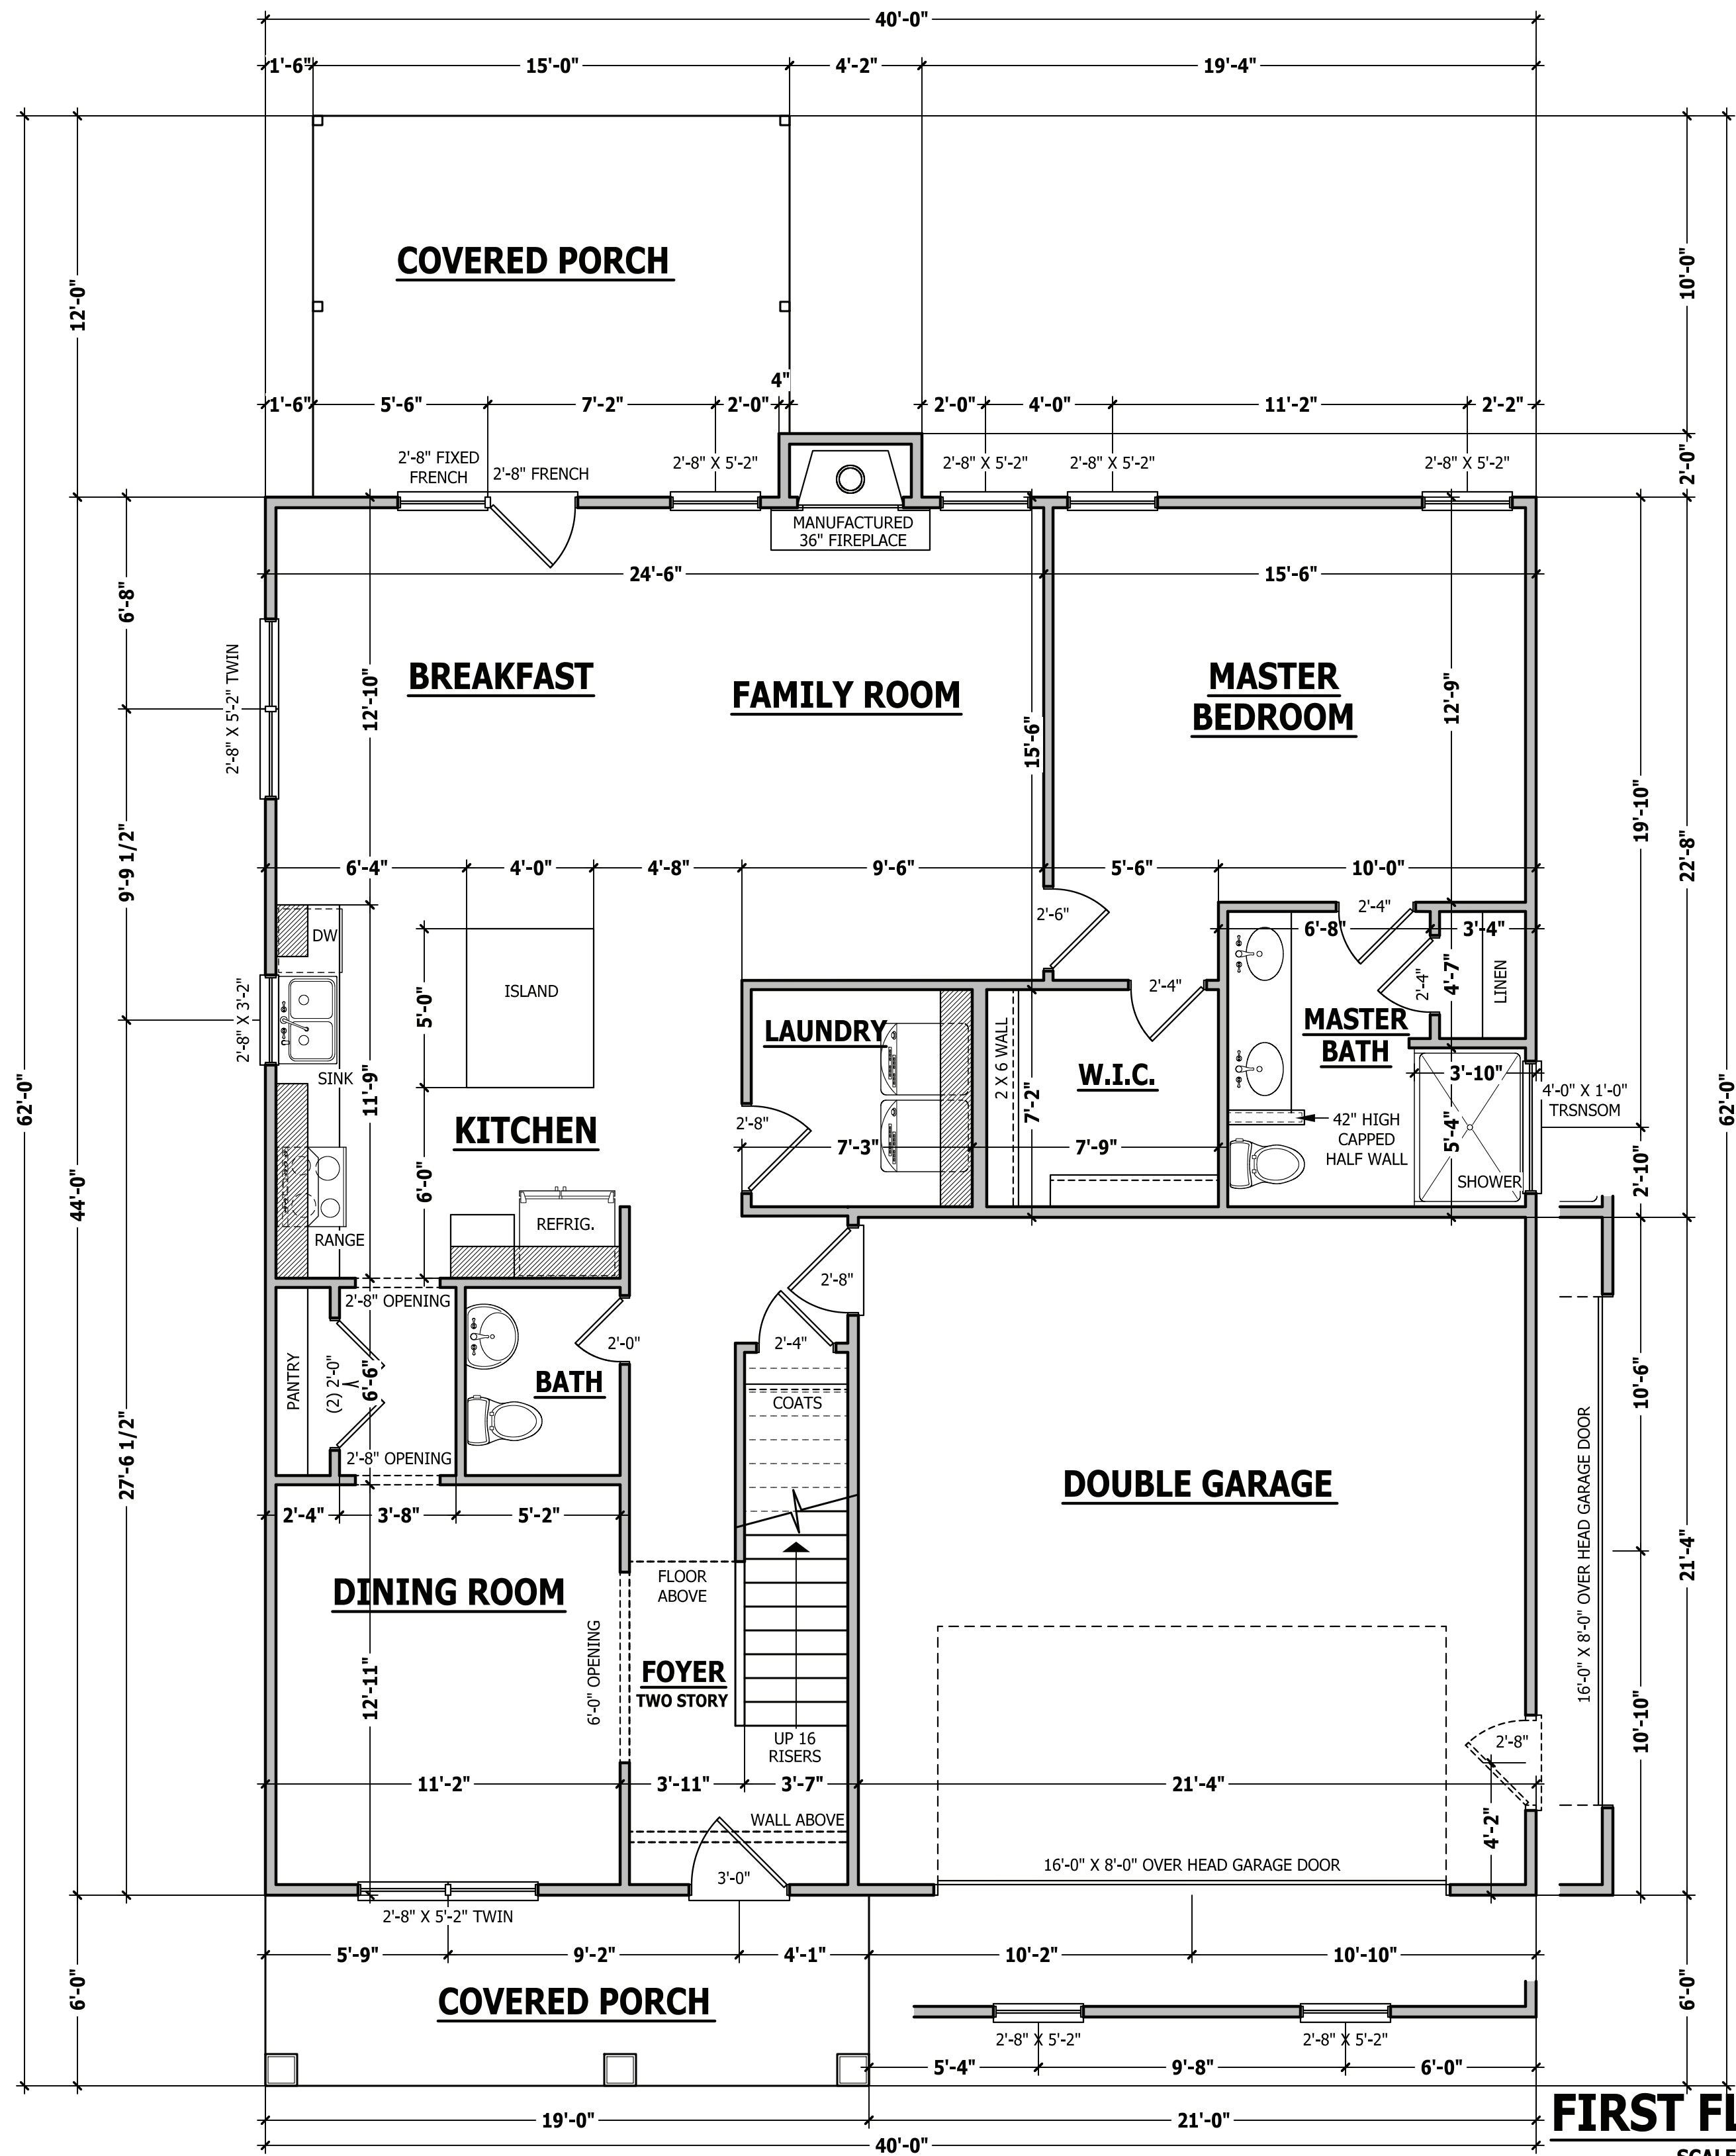 40'-0"
1'-6" 15'-0" 4'-2" 19'-4"
COVERED PORCH
12'-0"
10'-0"
4"
1'-6" 5'-6" 7'-2" 2'-0" 2'-0" 4'-0" 11'-2" 2'-2"
2'-0"
2'-8" FIXED
FRENCH
2'-8" FRENCH
2'-8" X 5'-2"
2'-8" X 5'-2"
2'-8" X 5'-2"
2'-8" X 5'-2"
MANUFACTURED
36" FIREPLACE
24'-6" 15'-6"
6'-8"
2'-8" X 5'-2" TWIN
12'-10"
BREAKFAST
FAMILY ROOM
MASTER
BEDROOM
15'-6"
12'-9"
19'-10"
22'-8"
9'-9 1/2"
6'-4" 4'-0" 4'-8" 9'-6" 5'-6" 10'-0"
2'-6"
2'-4"
6'-8" 3'-4"
DW
2'-8" X 3'-2"
SINK
5'-0"
ISLAND
2'-4"
2'-4"
4'-7"
LINEN
LAUNDRY
2 X 6 WALL
W.I.C.
MASTER
BATH
3'-10"
4'-0" X 1'-0"
TRSNSOM
62'-0"
62'-0"
11'-9"
7'-2"
KITCHEN
2'-8"
7'-3" 7'-9"
42" HIGH
CAPPED
HALF WALL
5'-4"
SHOWER
2'-10"
6'-0"
44'-0"
REFRIG.
RANGE
2'-8"
2'-8" OPENING
2'-0"
2'-4"
PANTRY
(2) 2'-0"
6'-6"
BATH
COATS
10'-6"
27'-6 1/2"
2'-8" OPENING
DOUBLE GARAGE
2'-4" 3'-8" 5'-2"
16'-0" X 8'-0" OVER HEAD GARAGE DOOR
21'-4"
DINING ROOM
FLOOR
ABOVE
6'-0" OPENING
FOYER
TWO STORY
12'-11"
10'-10"
UP 16
RISERS
2'-8"
11'-2" 3'-11" 3'-7" 21'-4"
WALL ABOVE
4'-2"
3'-0"
16'-0" X 8'-0" OVER HEAD GARAGE DOOR
2'-8" X 5'-2" TWIN
5'-9" 9'-2" 4'-1" 10'-2" 10'-10"
6'-0"
6'-0"
COVERED PORCH
2'-8" X 5'-2"
2'-8" X 5'-2"
5'-4" 9'-8" 6'-0"
19'-0" 21'-0"
FIRST
40'-0"